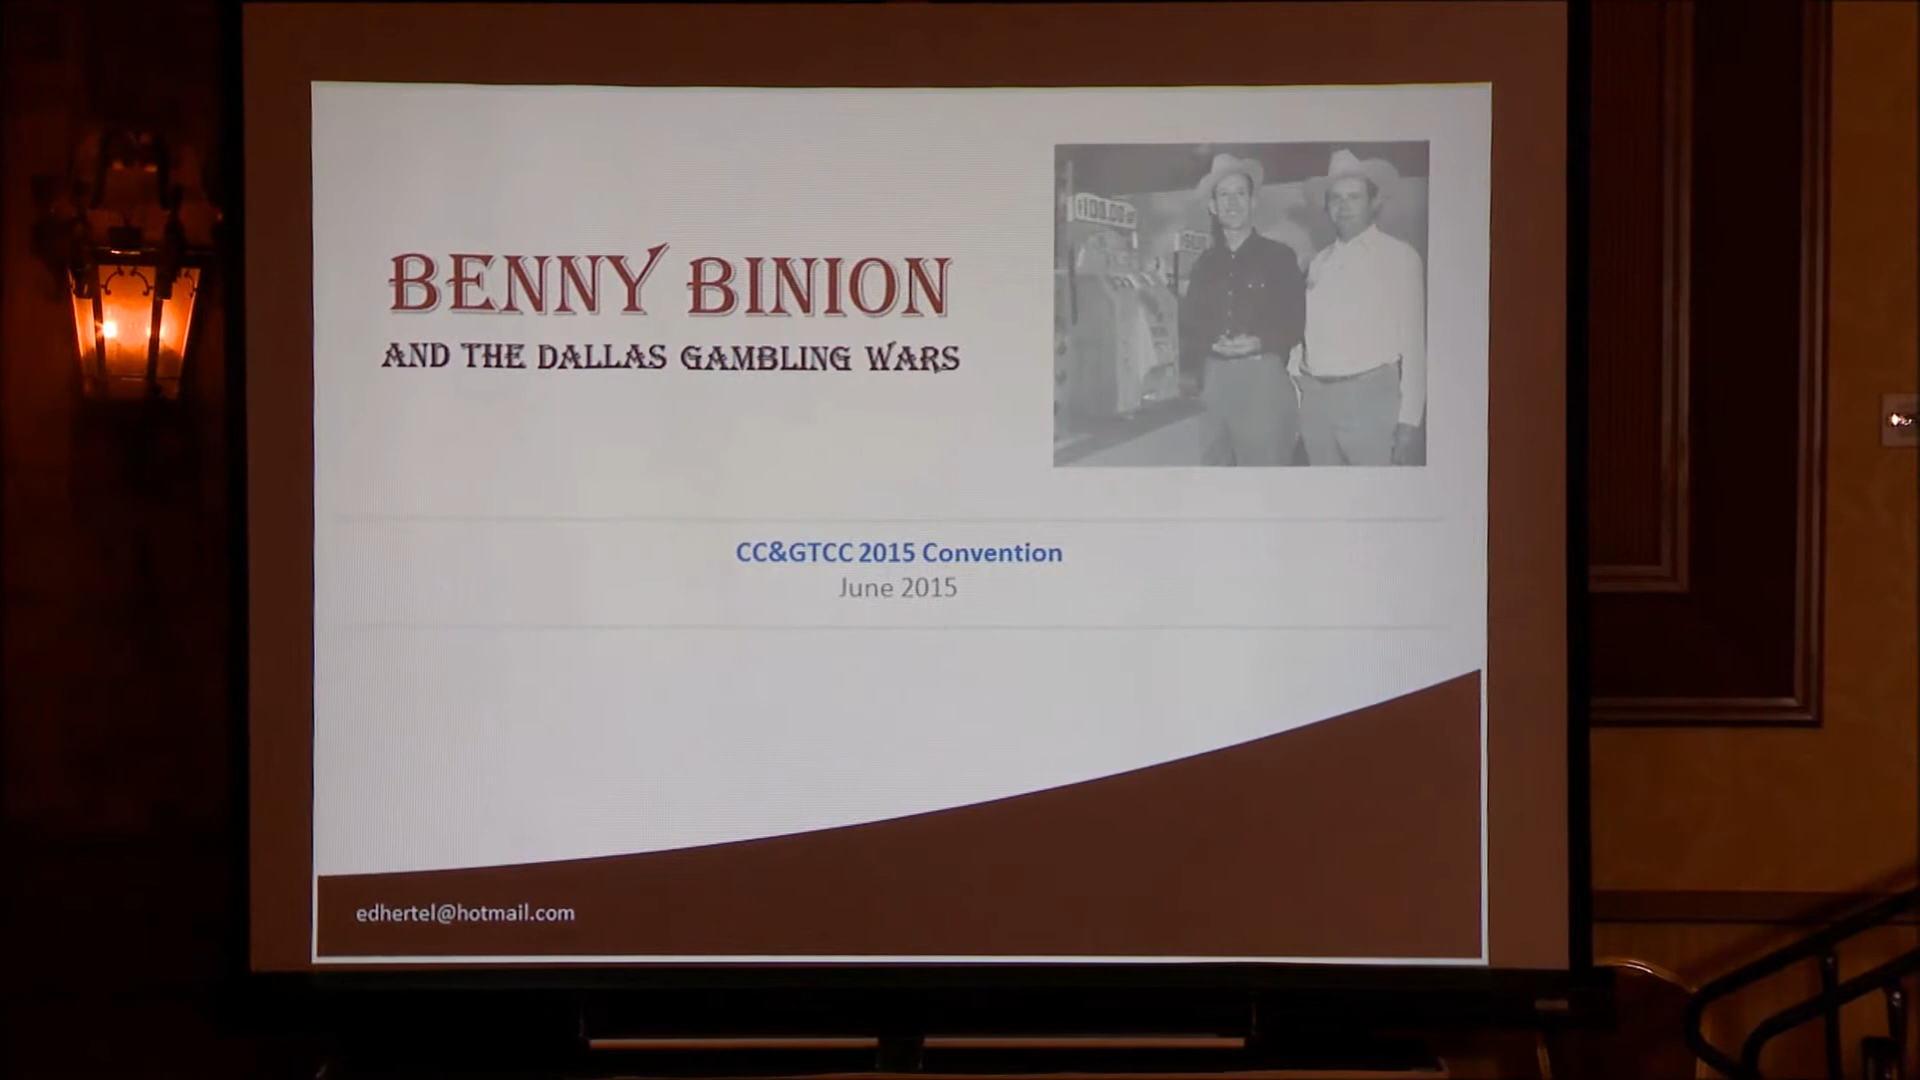 BENNY BINION
AND THE DALLAS GAMBLING WARS
CC&GTCC 2015 Convention
June 2015
edhertel@hotmail.com